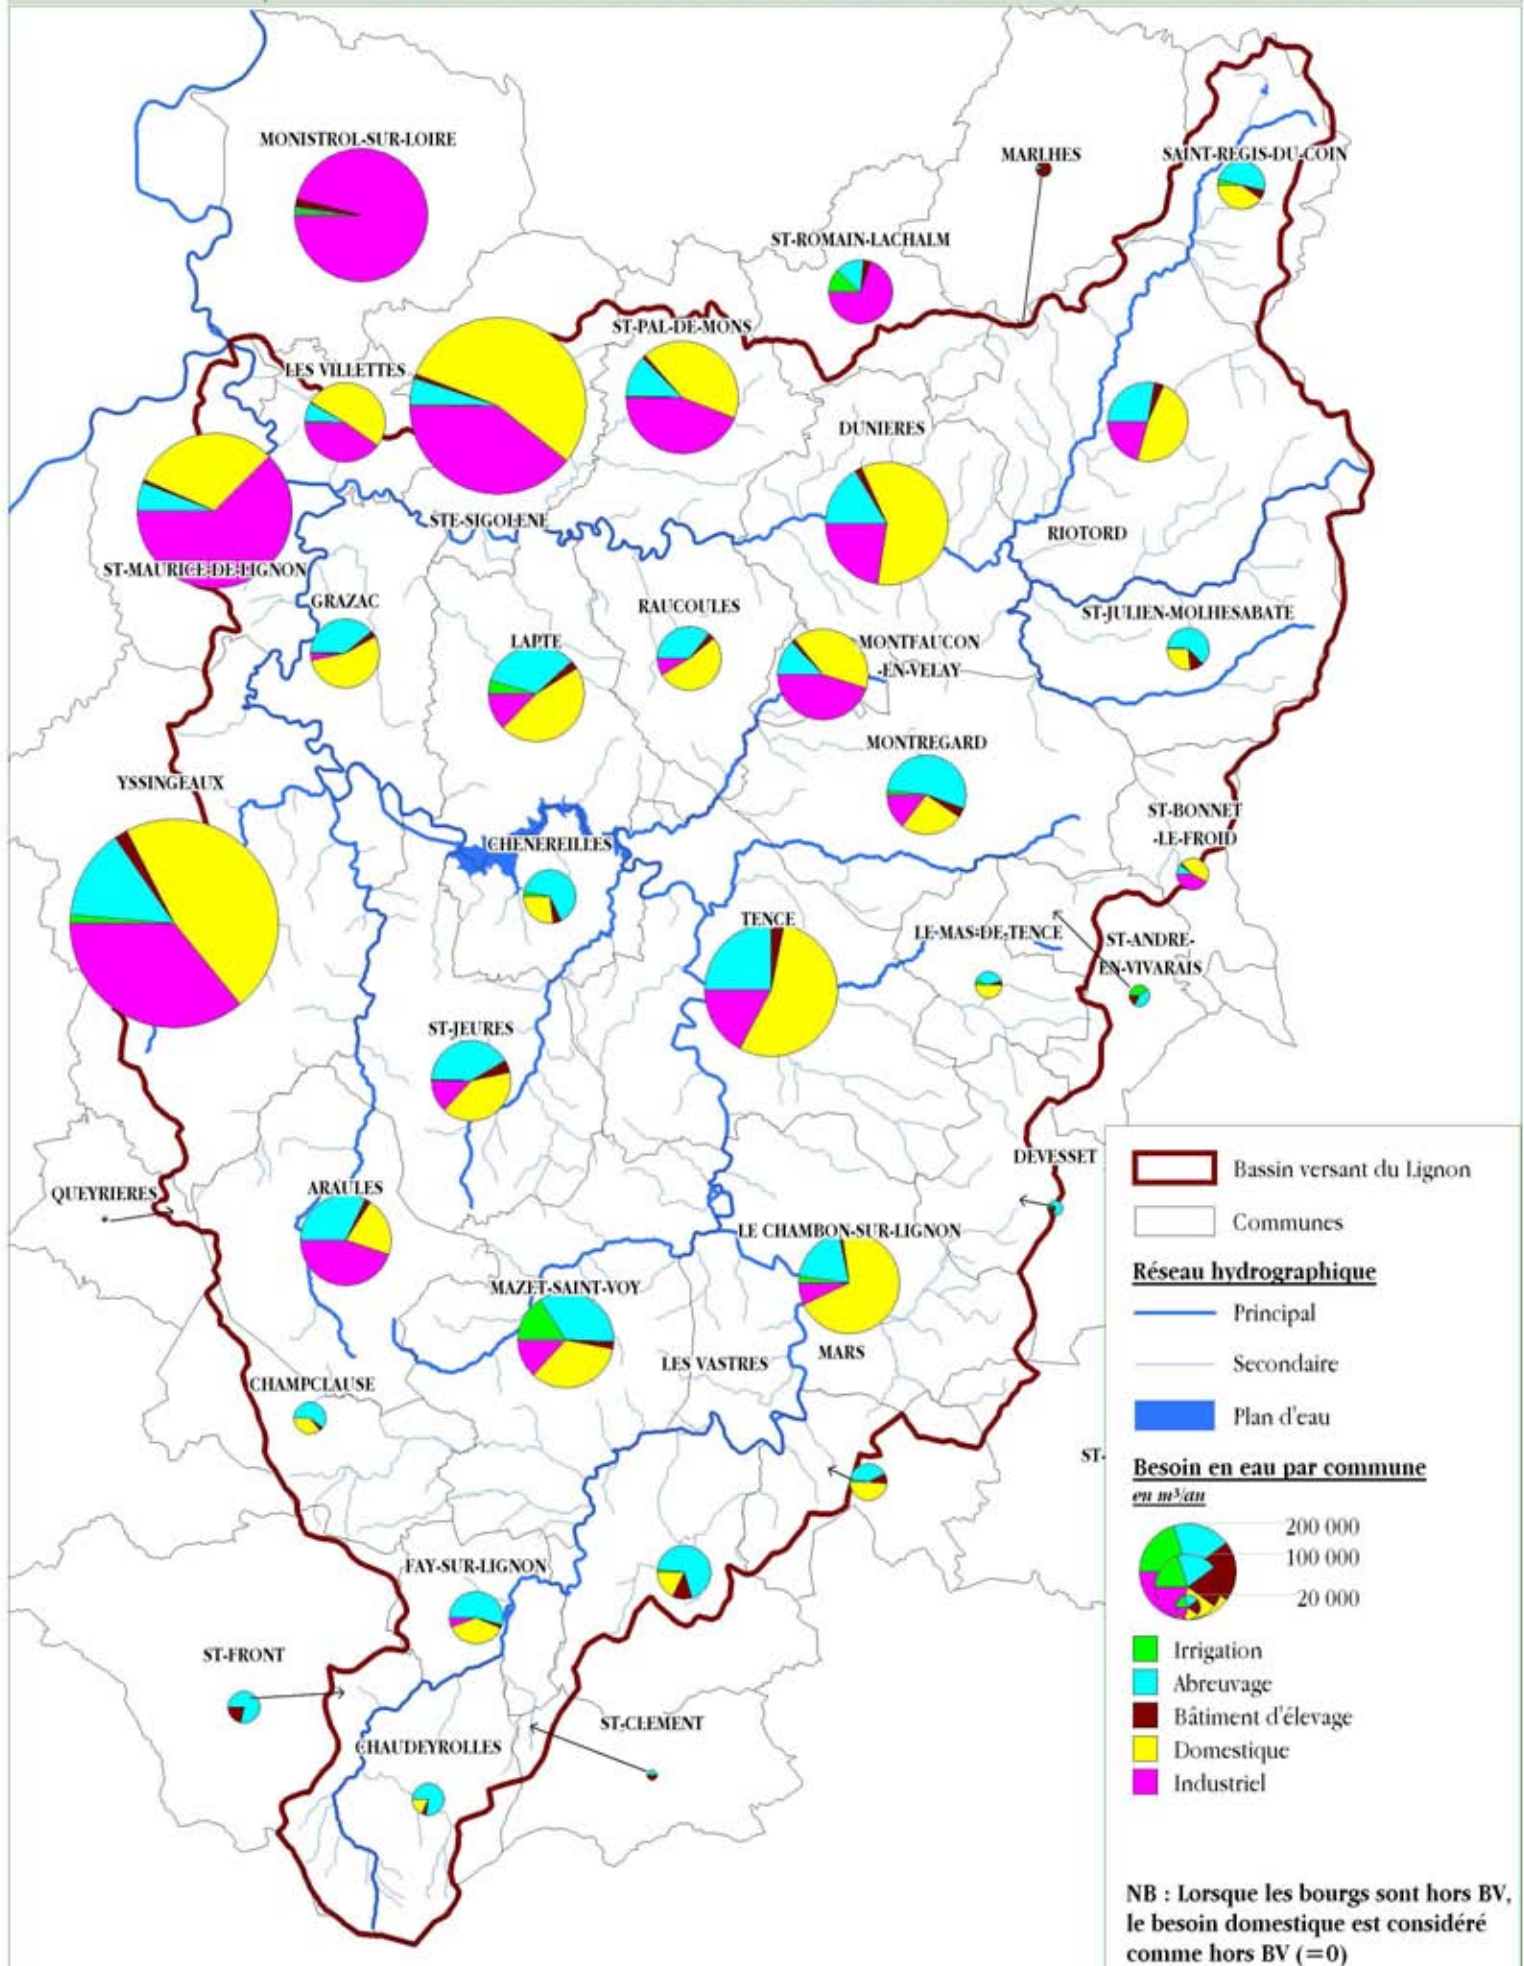 MONISTROL-SUR-LOIRE
MARLHES
SAINT-REGIS-DU-COIN
ST-ROMAIN-LACHALM
ST-PAL-DE-MONS
LES VILLETTES
DUNIERES
STE-SIGOLENE
RIOTORD
ST-MAURICE-DE-LIGNON
GRAZAC
RAUCOULES
ST-JULIEN-MOLHESABATE
LAPTE
MONTFAUCON
-EN-VELAY
MONTREGARD
YSSINGEAUX
ST-BONNET
-LE-FROID
CHENEREILLES
TENCE
LE-MAS-DE-TENCE
ST-ANDRE-
EN-VIVARAIS
ST-JEURES
DEVESSET
QUEYRIERES
ARAULES
LE CHAMBON-SUR-LIGNON
MAZET-SAINT-VOY
MARS
LES VASTRES
CHAMPCLAUSE
ST-
FAY-SUR-LIGNON
ST-FRONT
ST-CLEMENT
CHAUDEYROLLES
Bassin versant du Lignon
Communes
Réseau hydrographique
Principal
Secondaire
Plan d'eau
Besoin en eau par commune
en m³/an
200 000
100 000
20 000
Irrigation
Abreuvage
Bâtiment d'élevage
Domestique
Industriel
NB : Lorsque les bourgs sont hors BV,
le besoin domestique est considéré
comme hors BV (=0)